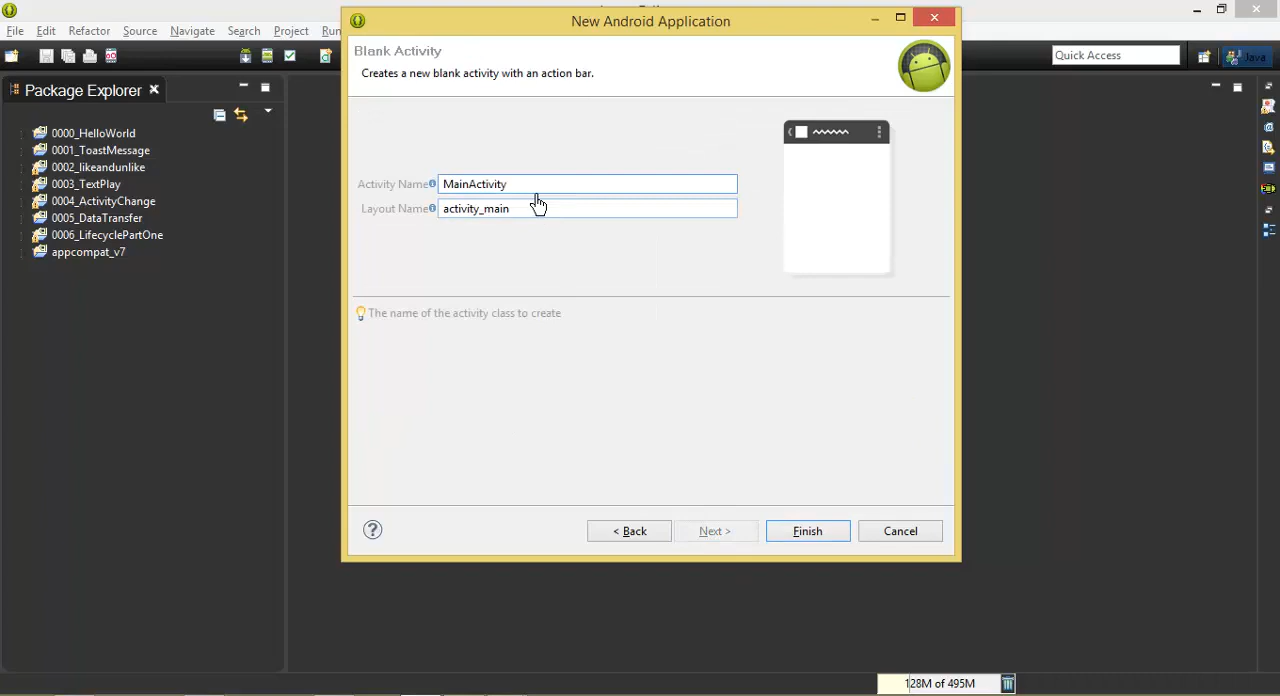 New Android Application
File Edit Refactor Source Navigate Search Project Run
Blank Activity
Creates a new blank activity with an action bar.
Quick Access
Java
Package Explorer
0000_HelloWorld
0001_ToastMessage
0002_likeandunlike
0003_TextPlay
0004_ActivityChange
0005_DataTransfer
0006_LifecyclePartOne
appcompat_v7
Activity Name MainActivity
Layout Name activity_main
The name of the activity class to create
< Back
Next >
Finish
Cancel
128M of 495M